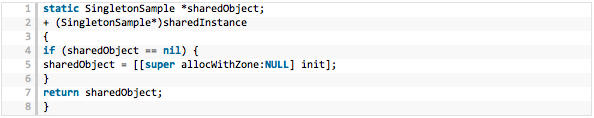 1 static SingletonSample *sharedObject;
2 + (SingletonSample*)sharedInstance
3 {
4 if (sharedObject == nil) {
5 sharedObject = [[super allocWithZone:NULL] init];
6 }
7 return sharedObject;
8 }